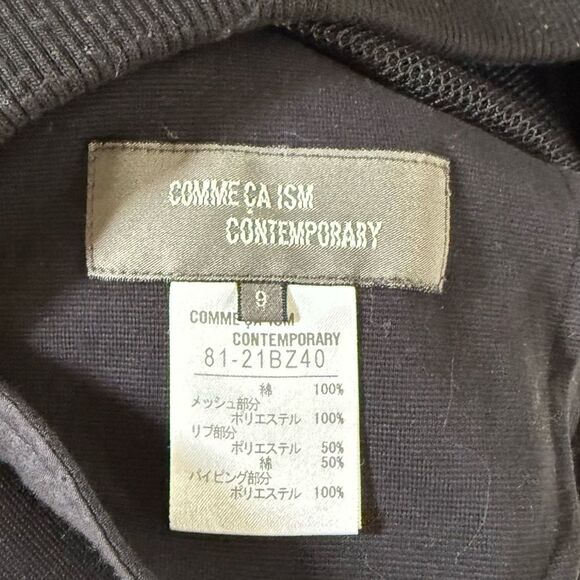 COMME ÇA ISM
CONTEMPORARY
9
COMME ÇA ISM
CONTEMPORARY
81-21BZ40
綿 100%
メッシュ部分
ポリエステル 100%
リブ部分
ポリエステル 50%
綿 50%
パイピング部分
ポリエステル 100%